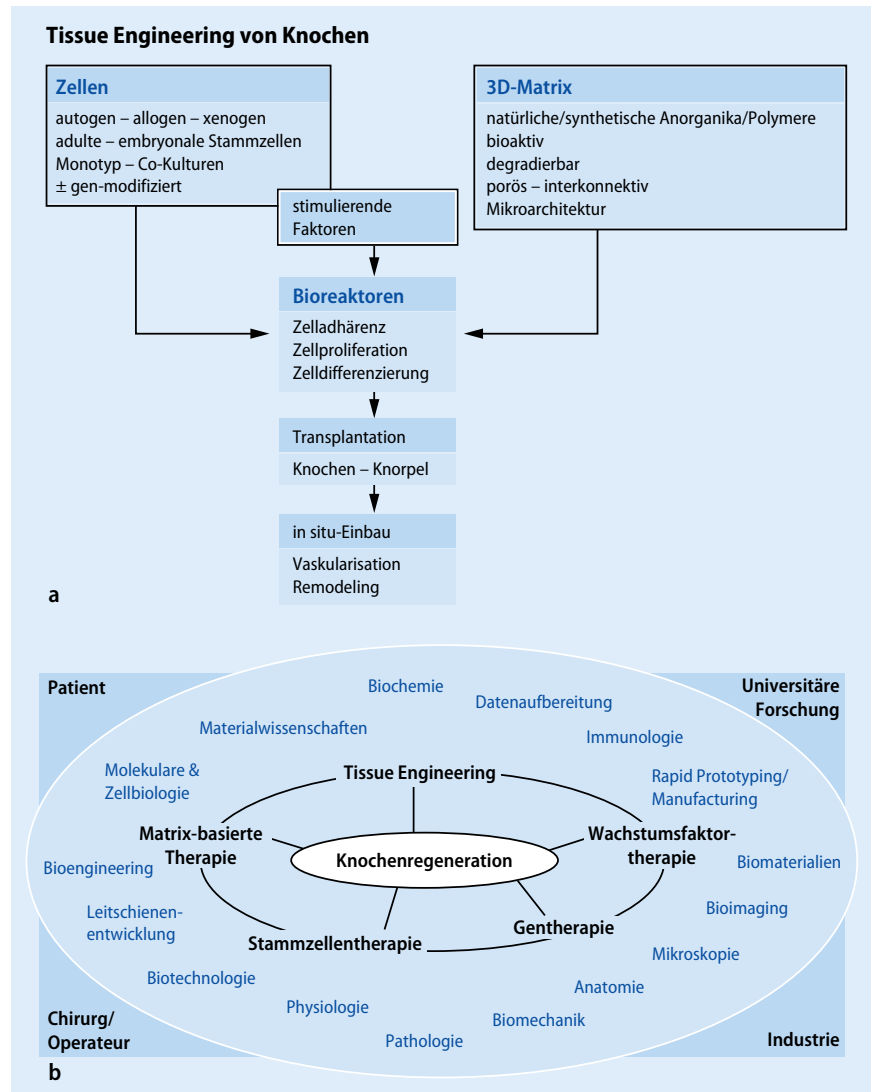 Tissue Engineering von Knochen
Zellen
autogen – allogen – xenogen
adulte – embryonale Stammzellen
Monotyp – Co-Kulturen
± gen-modifiziert
3D-Matrix
natürliche/synthetische Anorganika/Polymere
bioaktiv
degradierbar
porös – interkonnektiv
Mikroarchitektur
stimulierende
Faktoren
Bioreaktoren
Zelladhärenz
Zellproliferation
Zelldifferenzierung
Transplantation
Knochen – Knorpel
in situ-Einbau
Vaskularisation
Remodeling
a
Patient
Universitäre
Forschung
Biochemie
Datenaufbereitung
Materialwissenschaften
Immunologie
Molekulare &
Zellbiologie
Tissue Engineering
Rapid Prototyping/
Manufacturing
Matrix-basierte
Therapie
Knochenregeneration
Wachstumsfaktor-
therapie
Bioengineering
Biomaterialien
Leitschienen-
entwicklung
Bioimaging
Stammzellentherapie
Gentherapie
Mikroskopie
Biotechnologie
Anatomie
Physiologie
Biomechanik
Pathologie
Chirurg/
Operateur
Industrie
b